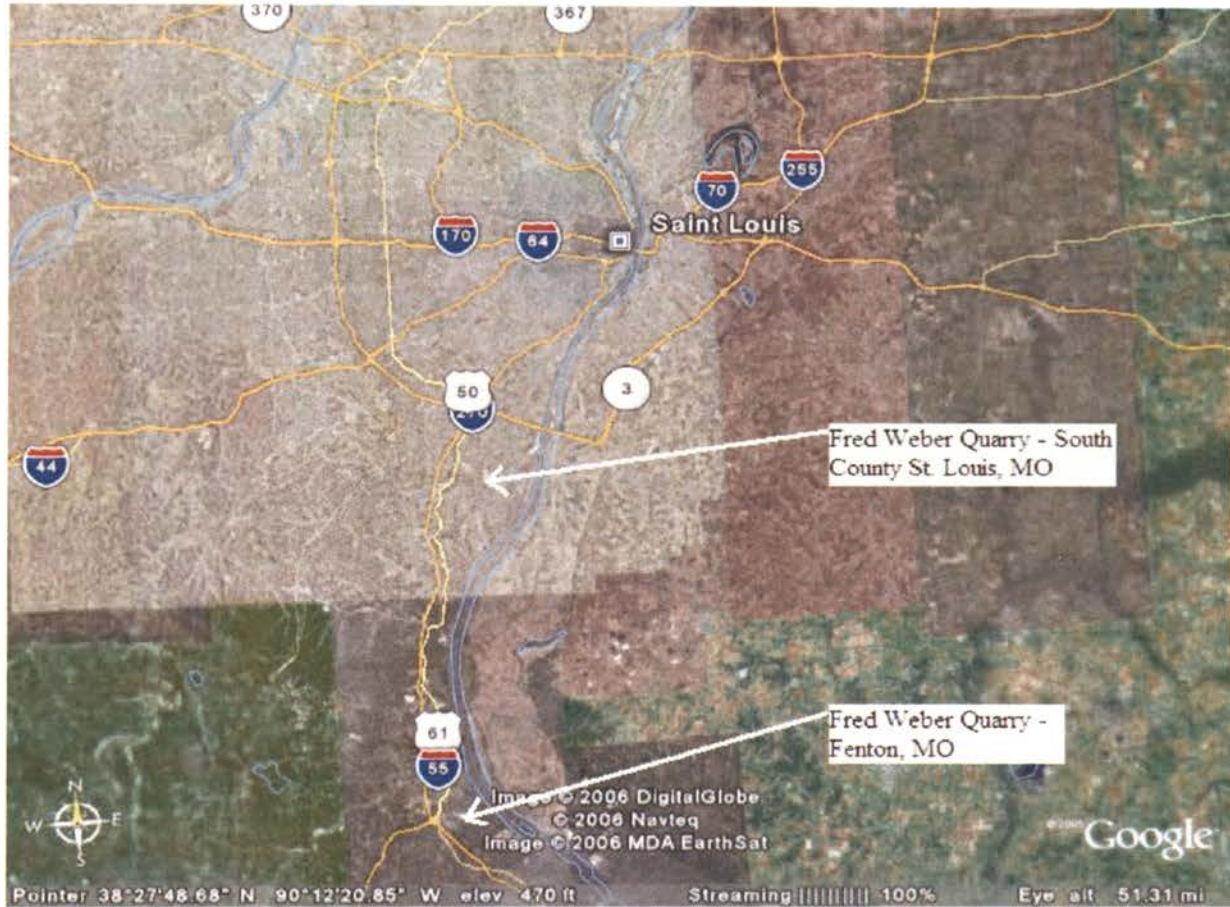 370
367
70
255
170
64
Saint Louis
50
270
3
44
Fred Weber Quarry - South
County St. Louis, MO
61
55
Fred Weber Quarry -
Fenton, MO
N
W E
S
Image © 2006 DigitalGlobe
© 2006 Navteq
Image © 2006 MDA EarthSat
©2005 Google
Pointer 38°27'48.68" N 90°12'20.85" W elev 470 ft Streaming |||||||||| 100% Eye alt 51.31 mi